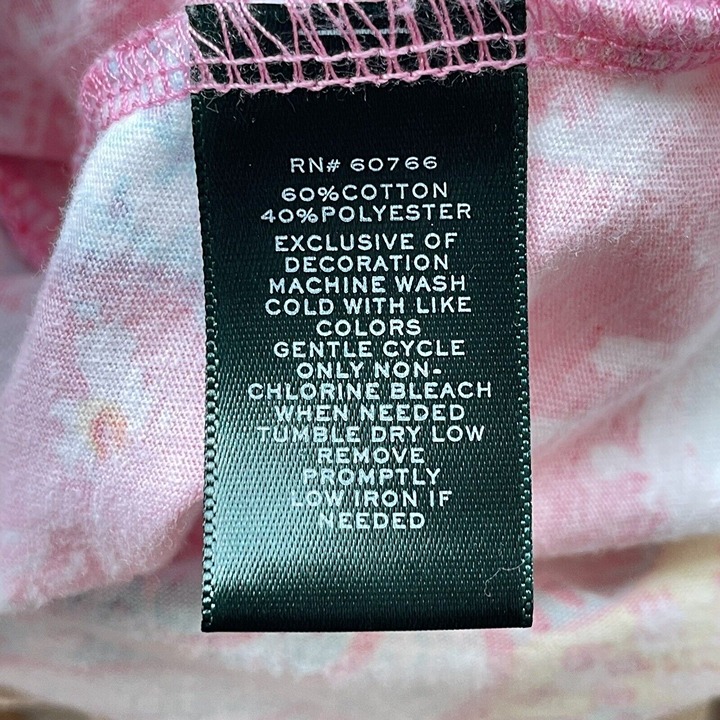 RN# 60766
60%COTTON
40%POLYESTER
EXCLUSIVE OF
DECORATION
MACHINE WASH
COLD WITH LIKE
COLORS
GENTLE CYCLE
ONLY NON-
CHLORINE BLEACH
WHEN NEEDED
TUMBLE DRY LOW
REMOVE
PROMPTLY
LOW IRON IF
NEEDED